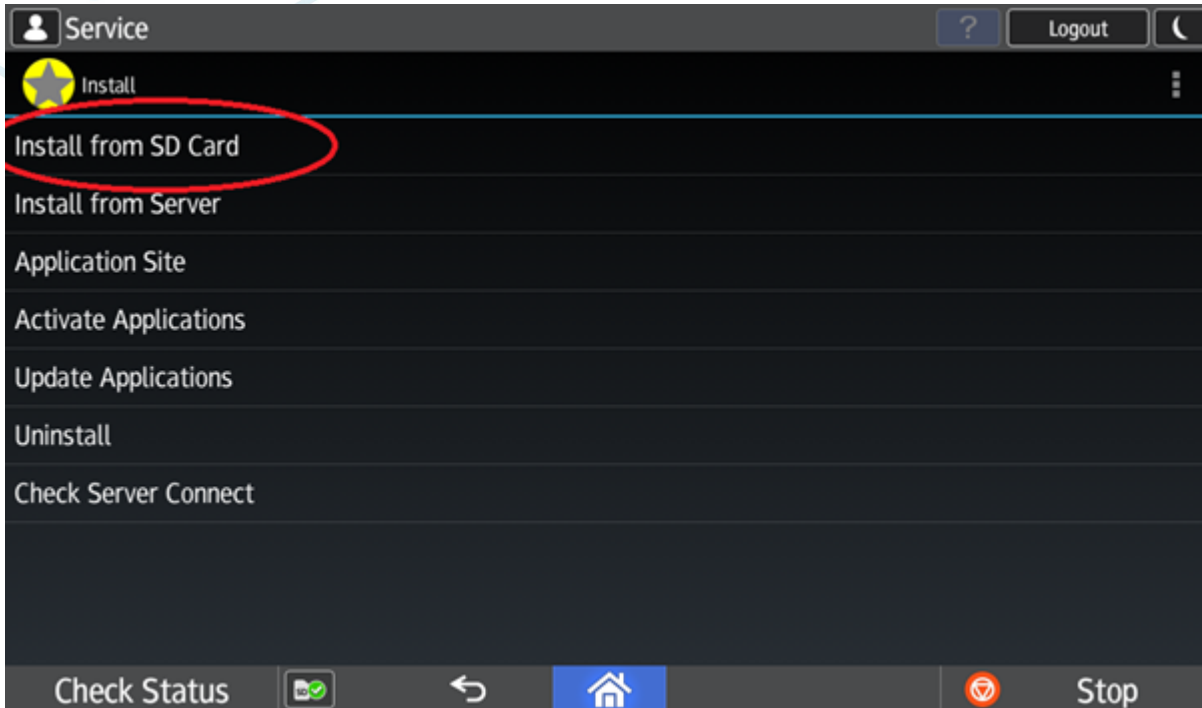 Service ? Logout
Install
Install from SD Card
Install from Server
Application Site
Activate Applications
Update Applications
Uninstall
Check Server Connect
Check Status Stop